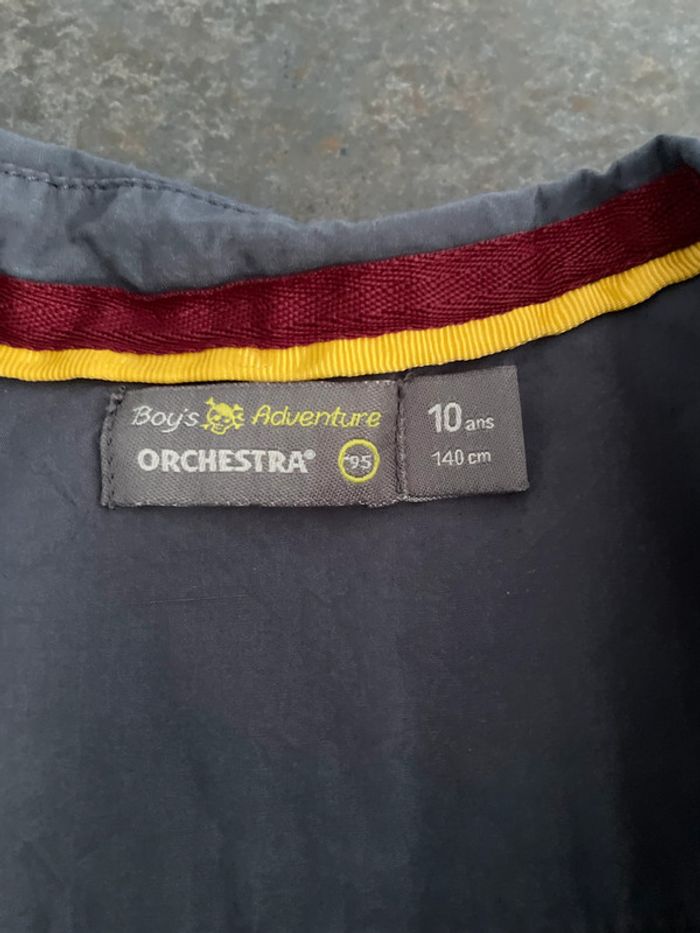 Boy's Adventure
ORCHESTRA® '95
10 ans
140 cm